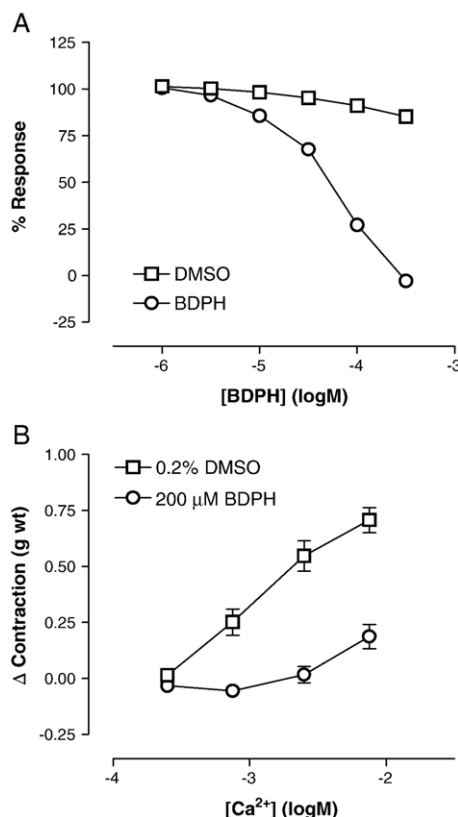 A
125
100
75
50
25
0
-25
% Response
DMSO
BDPH
-6 -5 -4 -3
[BDPH] (logM)
B
1.00
0.75
0.50
0.25
0.00
-0.25
Δ Contraction (g wt)
0.2% DMSO
200 μM BDPH
-4 -3 -2
[Ca²⁺] (logM)